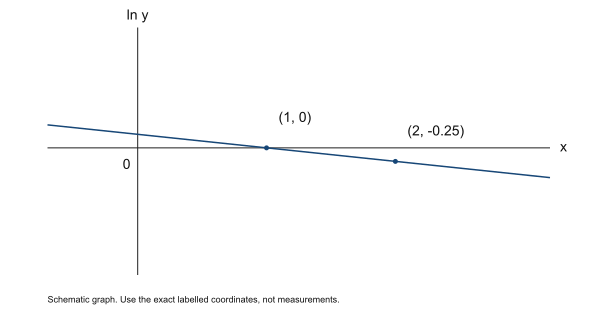 ln y
(1, 0)
(2, -0.25)
x
0
Schematic graph. Use the exact labelled coordinates, not measurements.